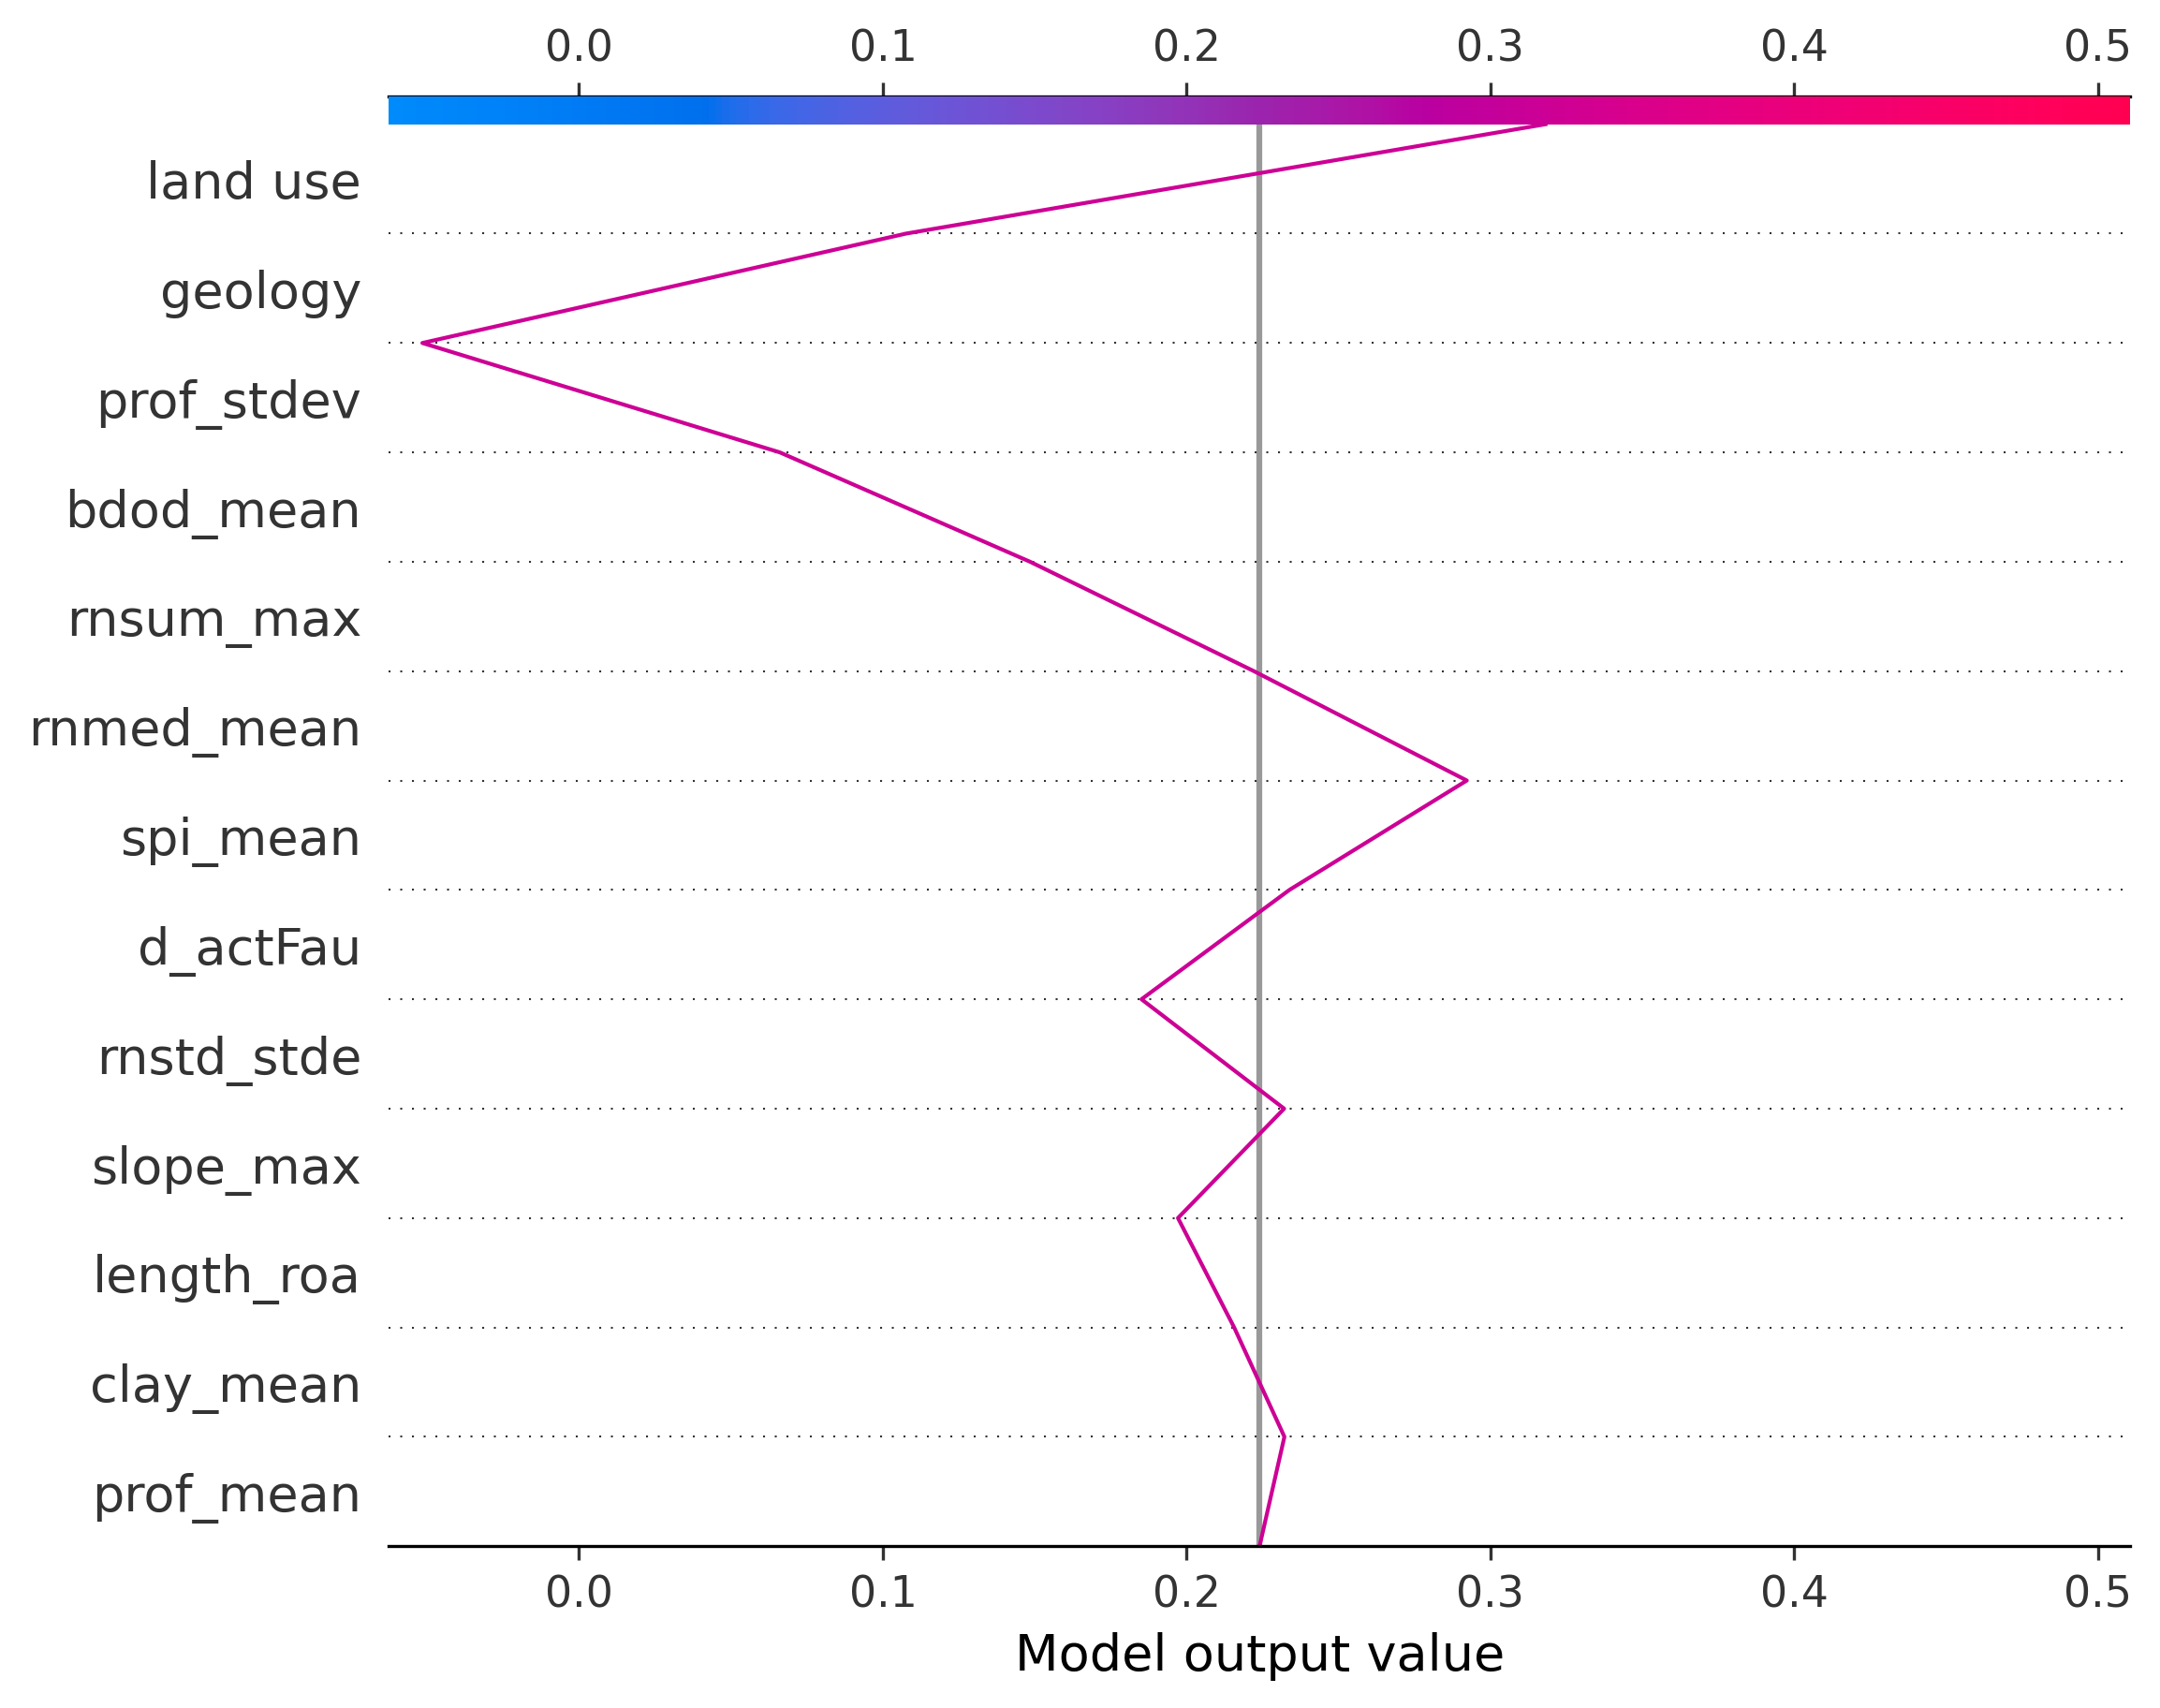 0.0 0.1 0.2 0.3 0.4 0.5
land use
geology
prof_stdev
bdod_mean
rnsum_max
rnmed_mean
spi_mean
d_actFau
rnstd_stde
slope_max
length_roa
clay_mean
prof_mean
0.0 0.1 0.2 0.3 0.4 0.5
Model output value